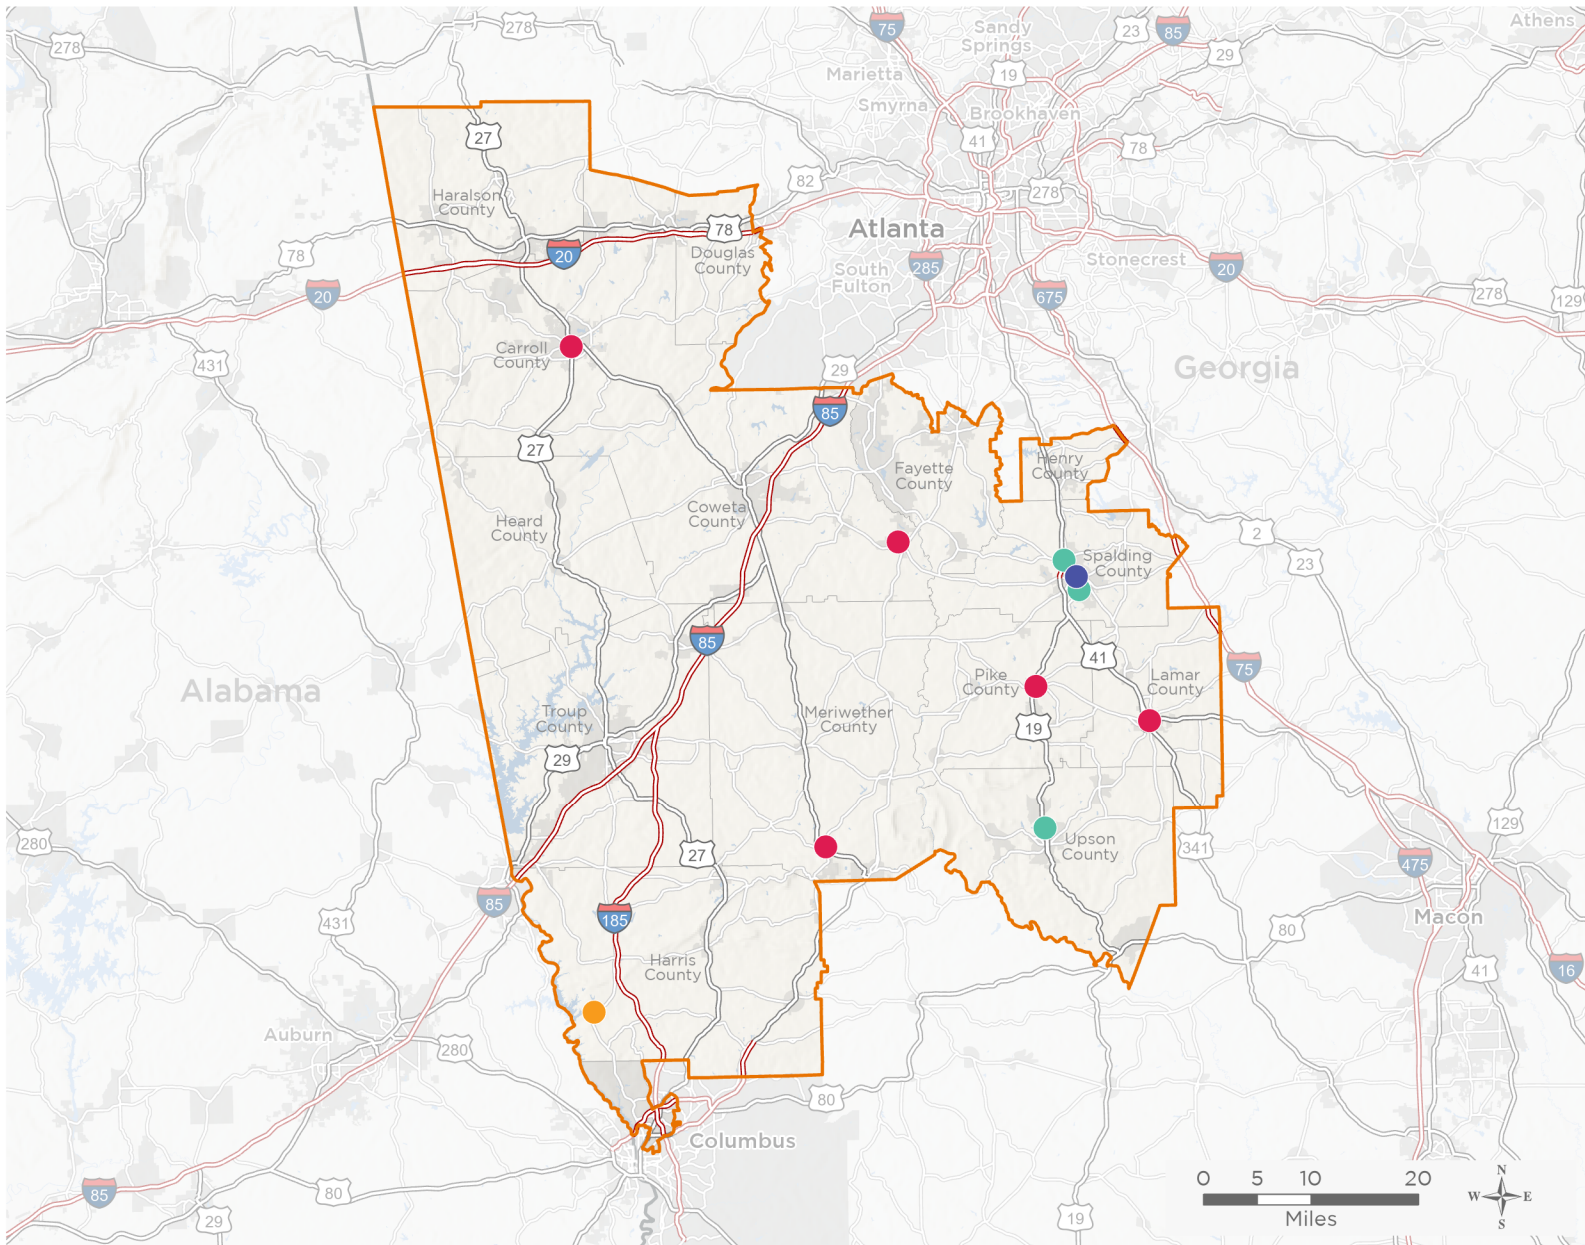 278
278
75
Sandy
Springs
23
85
29
Athens
Marietta
19
Smyrna
Brookhaven
27
41
78
82
278
Haralson
County
78
Atlanta
78
20
Douglas
County
South
Fulton
285
Stonecrest
20
20
675
278
129
431
Carroll
County
29
Georgia
85
27
Henry
County
Fayette
County
Coweta
County
Heard
County
2
Spalding
County
23
85
41
75
Alabama
Pike
County
Lamar
County
Troup
County
Meriwether
County
19
29
129
280
Upson
County
341
27
475
85
431
185
Macon
80
Harris
County
41
16
Auburn
280
80
Columbus
85
80
29
19
0 5 10 20
Miles
N
W E
S